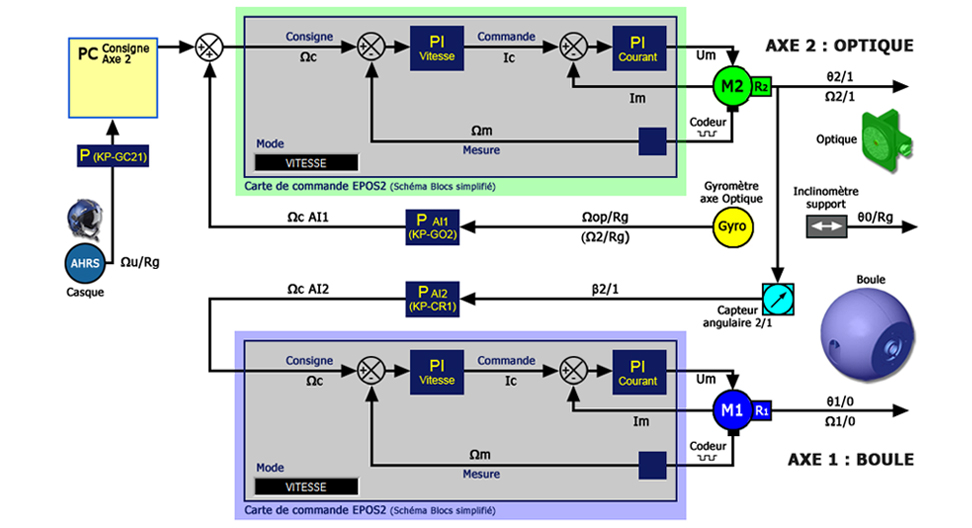 PC Consigne
Axe 2
P (KP-GC21)
AHRS
Casque
Ωu/Rg
Consigne
Ωc
PI
Vitesse
Commande
Ic
PI
Courant
Um
Im
M2
R2
Codeur
Ωm
Mesure
Mode
VITESSE
Carte de commande EPOS2 (Schéma Blocs simplifié)
AXE 2 : OPTIQUE
θ2/1
Ω2/1
Optique
Ωc AI1
P AI1
(KP-GO2)
Ωop/Rg
(Ω2/Rg)
Gyromètre
axe Optique
Gyro
Inclinomètre
support
θ0/Rg
Ωc AI2
P AI2
(KP-CR1)
β2/1
Capteur
angulaire 2/1
Boule
Consigne
Ωc
PI
Vitesse
Commande
Ic
PI
Courant
Um
Im
M1
R1
Codeur
Ωm
Mesure
Mode
VITESSE
Carte de commande EPOS2 (Schéma Blocs simplifié)
θ1/0
Ω1/0
AXE 1 : BOULE